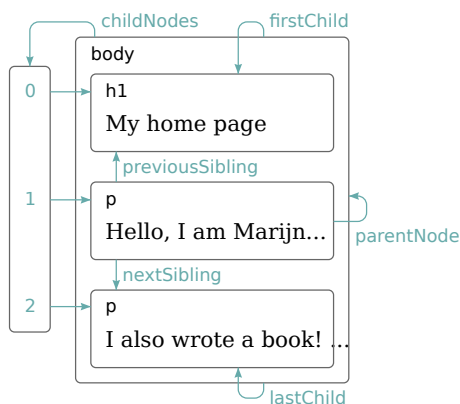 childNodes
firstChild
body
0
h1
My home page
previousSibling
1
p
Hello, I am Marijn...
parentNode
nextSibling
2
p
I also wrote a book! ...
lastChild